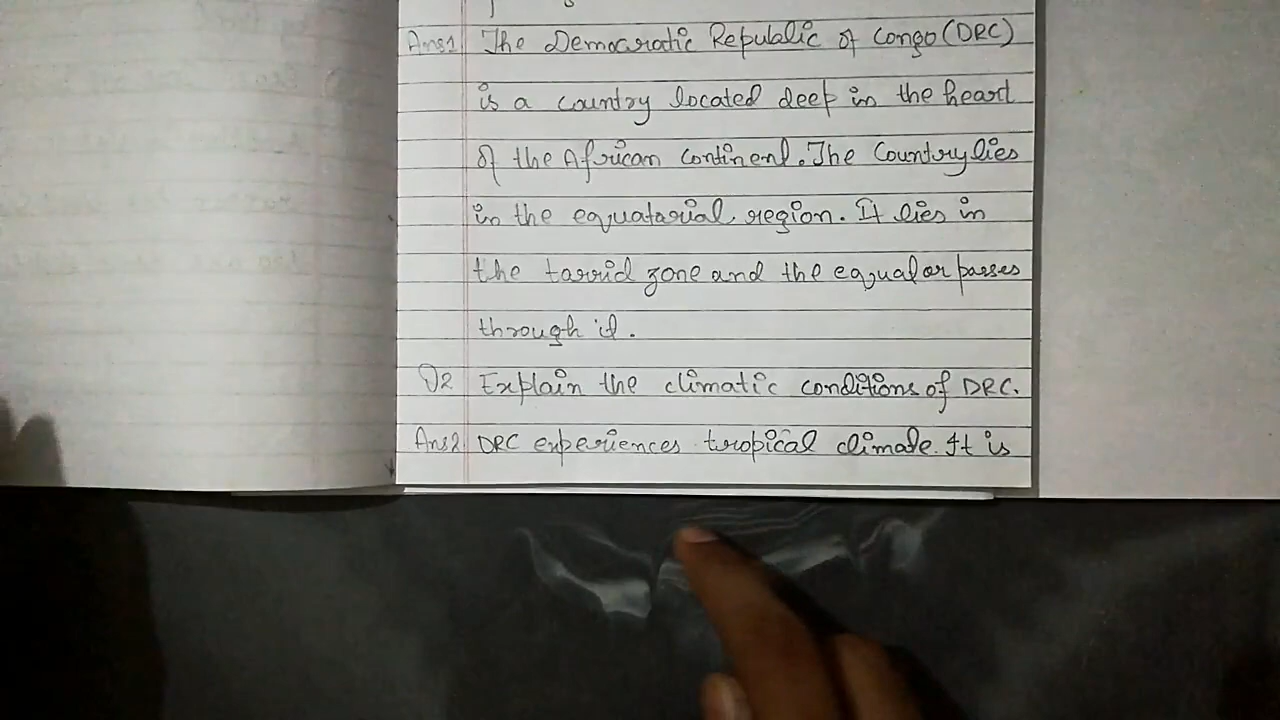 Ans1 The Democratic Republic of Congo (DRC)
is a country located deep in the heart
of the African continent. The Country lies
in the equatarial region. It lies in
the tarrid zone and the equator passes
through it.
Q2 Explain the climatic conditions of DRC.
Ans2 DRC experiences tropical climate. It is